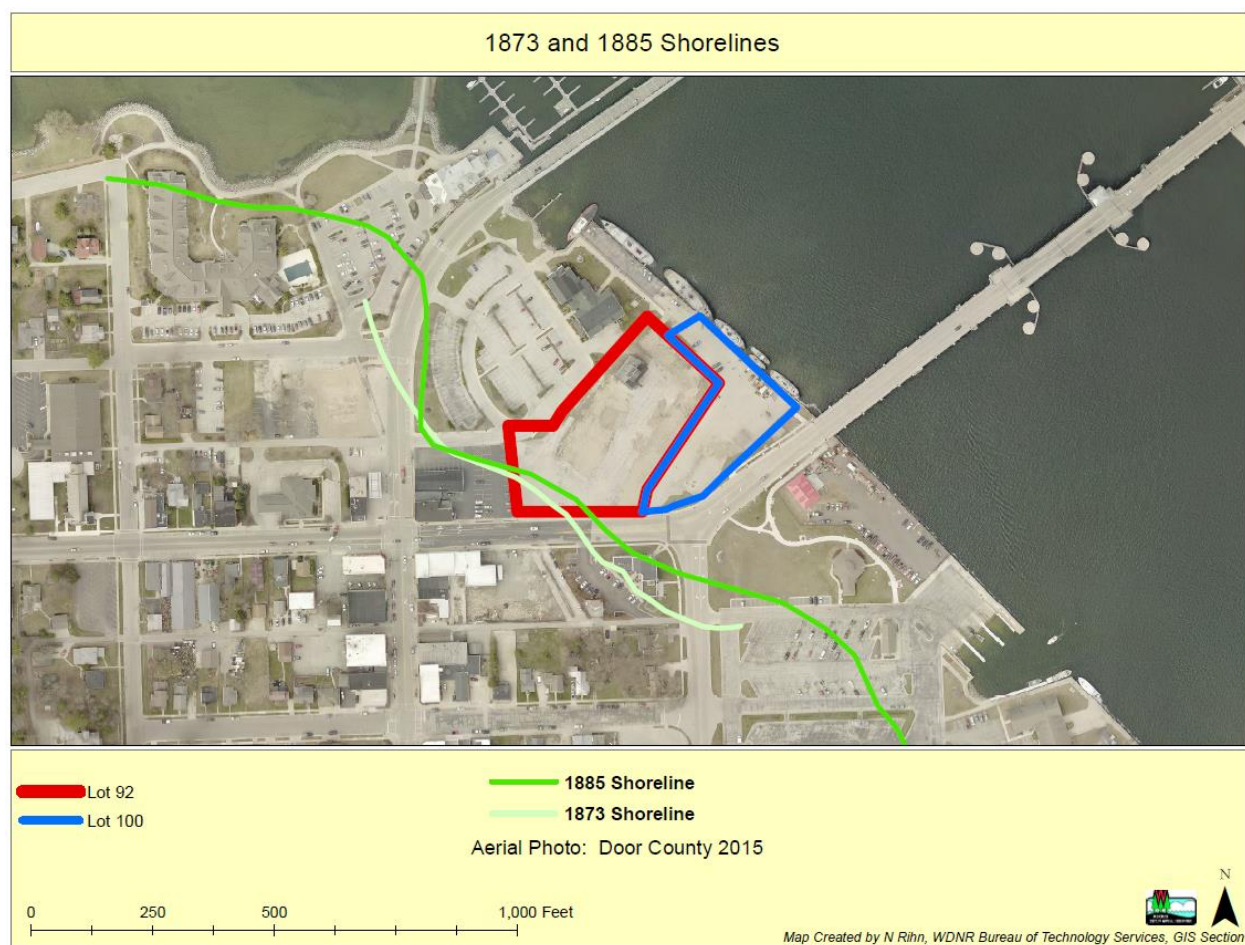 1873 and 1885 Shorelines
Lot 92
Lot 100
1885 Shoreline
1873 Shoreline
Aerial Photo:  Door County 2015
0 250 500 1,000 Feet
N
W
Map Created by N Rihn, WDNR Bureau of Technology Services, GIS Section